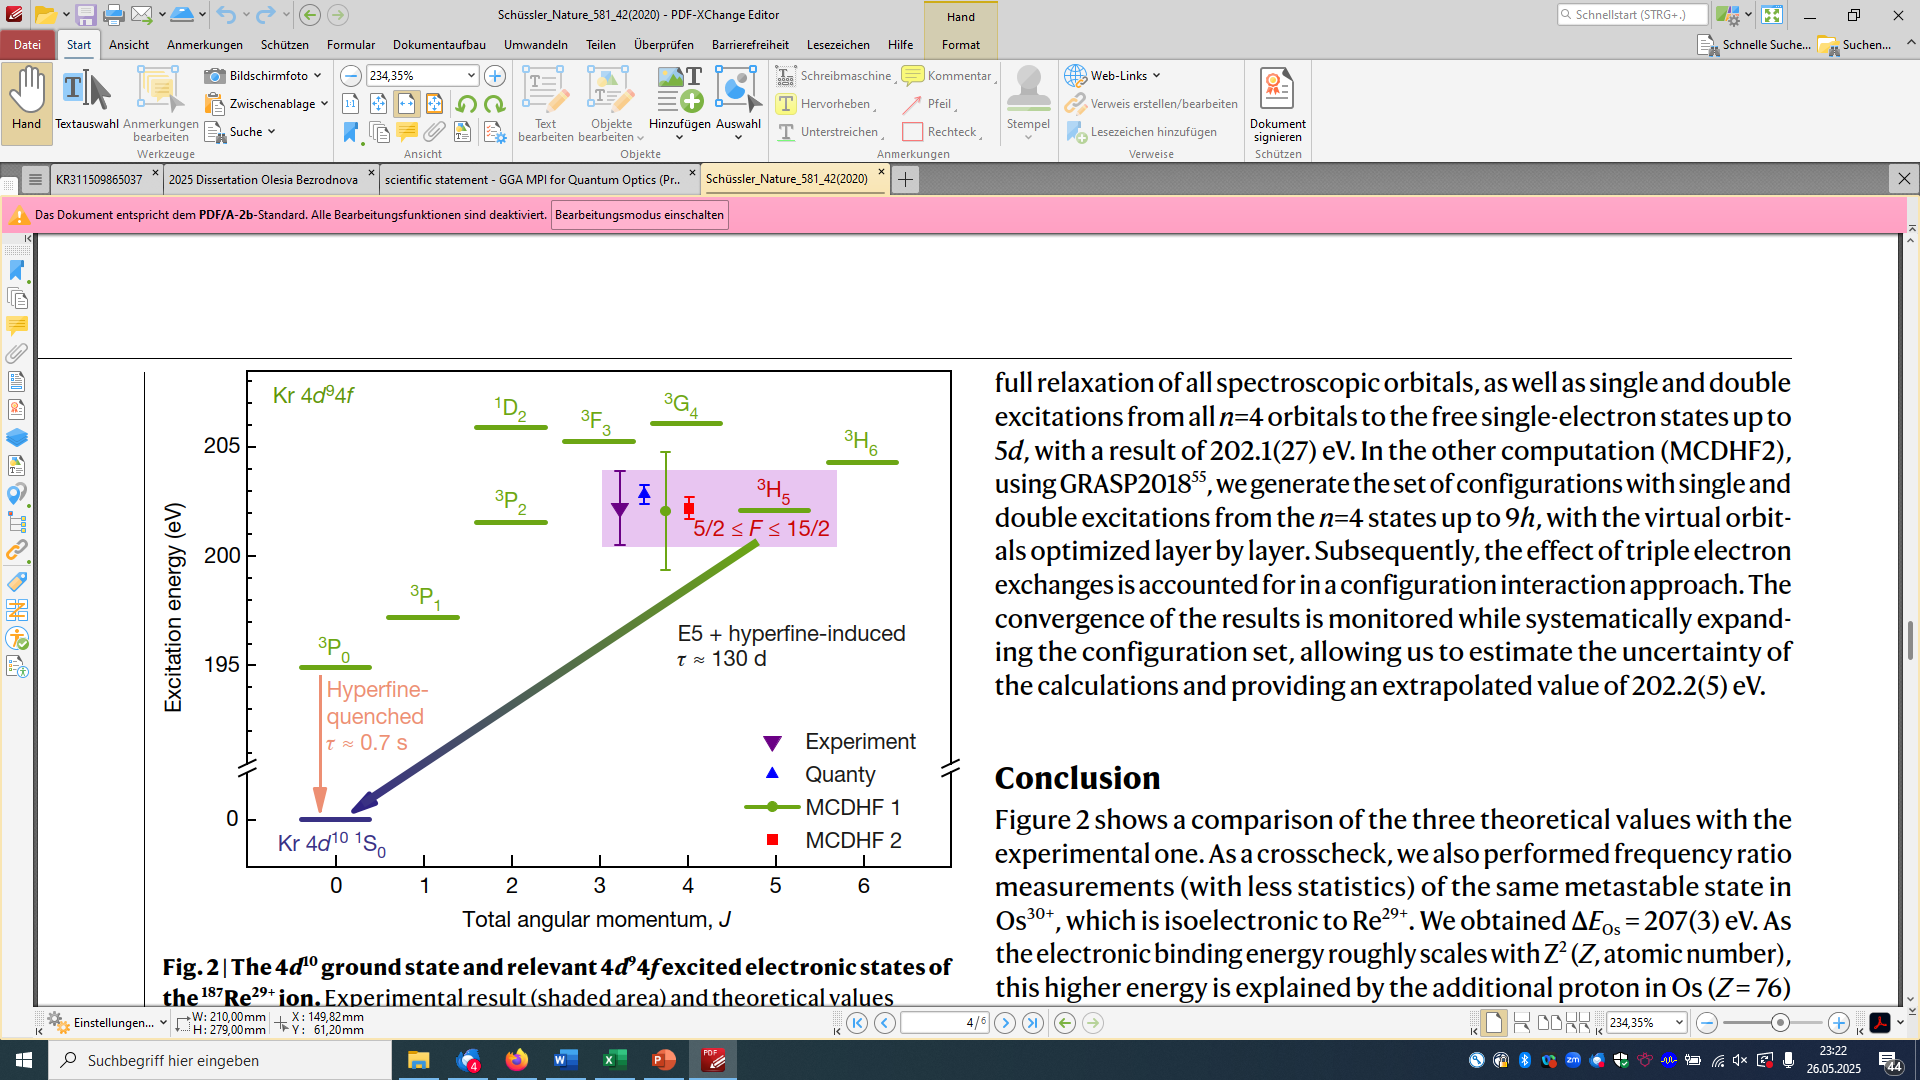 Schüssler_Nature_581_42(2020) - PDF-XChange Editor
Hand
Schnellstart (STRG+.)
Datei Start Ansicht Anmerkungen Schützen Formular Dokumentaufbau Umwandeln Teilen Überprüfen Barrierefreiheit Lesezeichen Hilfe Format
Schnelle Suche... Suchen...
Hand
Textauswahl
Anmerkungen bearbeiten
Bildschirmfoto
Zwischenablage
Suche
Werkzeuge
234,35%
Ansicht
Text bearbeiten
Objekte bearbeiten
Hinzufügen
Auswahl
Objekte
Schreibmaschine
Hervorheben
Unterstreichen
Kommentar
Pfeil
Rechteck
Stempel
Anmerkungen
Web-Links
Verweis erstellen/bearbeiten
Lesezeichen hinzufügen
Verweise
Dokument signieren
Schützen
KR311509865037
2025 Dissertation Olesia Bezrodnova
scientific statement - GGA MPI for Quantum Optics (Pr..
Schüssler_Nature_581_42(2020)
Das Dokument entspricht dem PDF/A-2b-Standard. Alle Bearbeitungsfunktionen sind deaktiviert. Bearbeitungsmodus einschalten
Kr 4d⁹4f
¹D₂
³F₃
³G₄
³H₆
³P₂
³H₅
5/2 ≤ F ≤ 15/2
³P₁
³P₀
Hyperfine-
quenched
τ ≈ 0.7 s
E5 + hyperfine-induced
τ ≈ 130 d
Experiment
Quanty
MCDHF 1
MCDHF 2
Kr 4d¹⁰ ¹S₀
205
200
195
0
Excitation energy (eV)
0 1 2 3 4 5 6
Total angular momentum, J
Fig. 2 | The 4d¹⁰ ground state and relevant 4d⁹4f excited electronic states of
the ¹⁸⁷Re²⁹⁺ ion. Experimental result (shaded area) and theoretical values
full relaxation of all spectroscopic orbitals, as well as single and double
excitations from all n=4 orbitals to the free single-electron states up to
5d, with a result of 202.1(27) eV. In the other computation (MCDHF2),
using GRASP2018⁵⁵, we generate the set of configurations with single and
double excitations from the n=4 states up to 9h, with the virtual orbit-
als optimized layer by layer. Subsequently, the effect of triple electron
exchanges is accounted for in a configuration interaction approach. The
convergence of the results is monitored while systematically expand-
ing the configuration set, allowing us to estimate the uncertainty of
the calculations and providing an extrapolated value of 202.2(5) eV.
Conclusion
Figure 2 shows a comparison of the three theoretical values with the
experimental one. As a crosscheck, we also performed frequency ratio
measurements (with less statistics) of the same metastable state in
Os³⁰⁺, which is isoelectronic to Re²⁹⁺. We obtained ΔE_Os = 207(3) eV. As
the electronic binding energy roughly scales with Z² (Z, atomic number),
this higher energy is explained by the additional proton in Os (Z = 76)
Einstellungen...
W: 210,00mm
H: 279,00mm
X : 149,82mm
Y : 61,20mm
4/6
234,35%
Suchbegriff hier eingeben
4
PDF
zm
23:22
26.05.2025
44